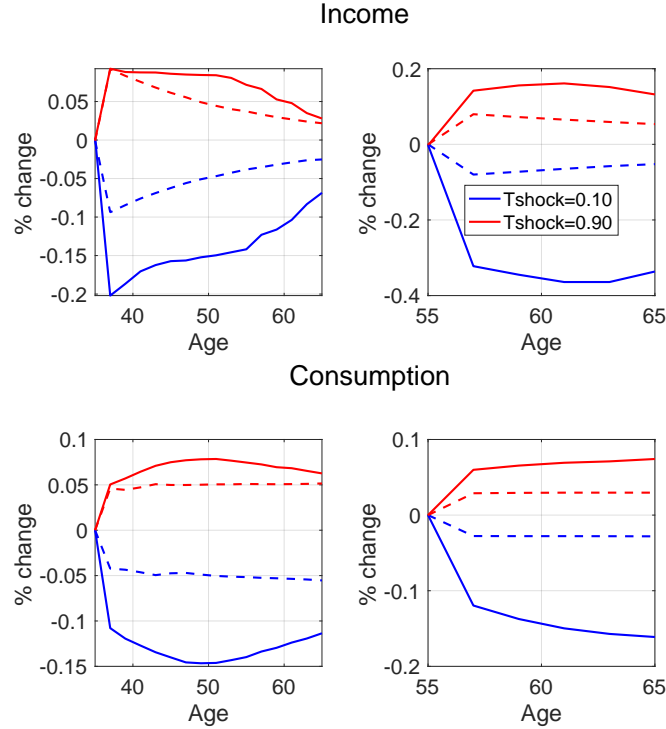 Income
0.05
0
-0.05
-0.1
-0.15
-0.2
% change
40
50
60
Age
0.2
0
-0.2
-0.4
% change
55
60
65
Age
Tshock=0.10
Tshock=0.90
Consumption
0.1
0.05
0
-0.05
-0.1
-0.15
% change
40
50
60
Age
0.1
0
-0.1
-0.2
% change
55
60
65
Age